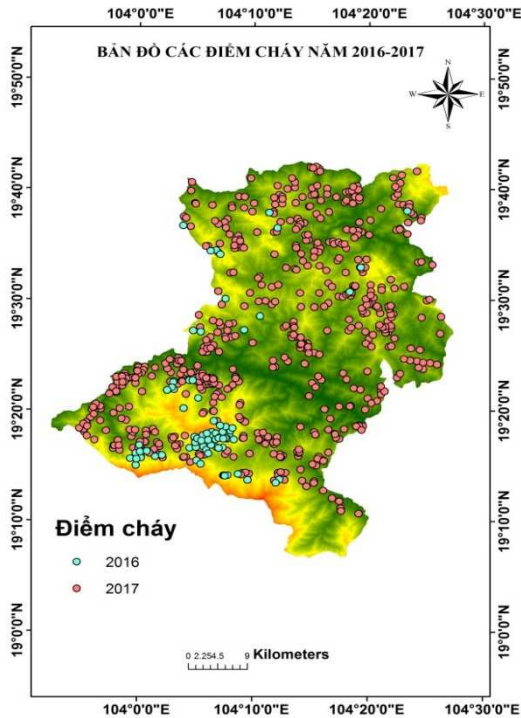 104°0'0"E 104°10'0"E 104°20'0"E 104°30'0"E
BẢN ĐỒ CÁC ĐIỂM CHÁY NĂM 2016-2017
N
W E
S
19°50'0"N 19°50'0"N
19°40'0"N 19°40'0"N
19°30'0"N 19°30'0"N
19°20'0"N 19°20'0"N
19°10'0"N 19°10'0"N
19°0'0"N 19°0'0"N
Điểm cháy
2016
2017
0 2.254.5 9 Kilometers
104°0'0"E 104°10'0"E 104°20'0"E 104°30'0"E